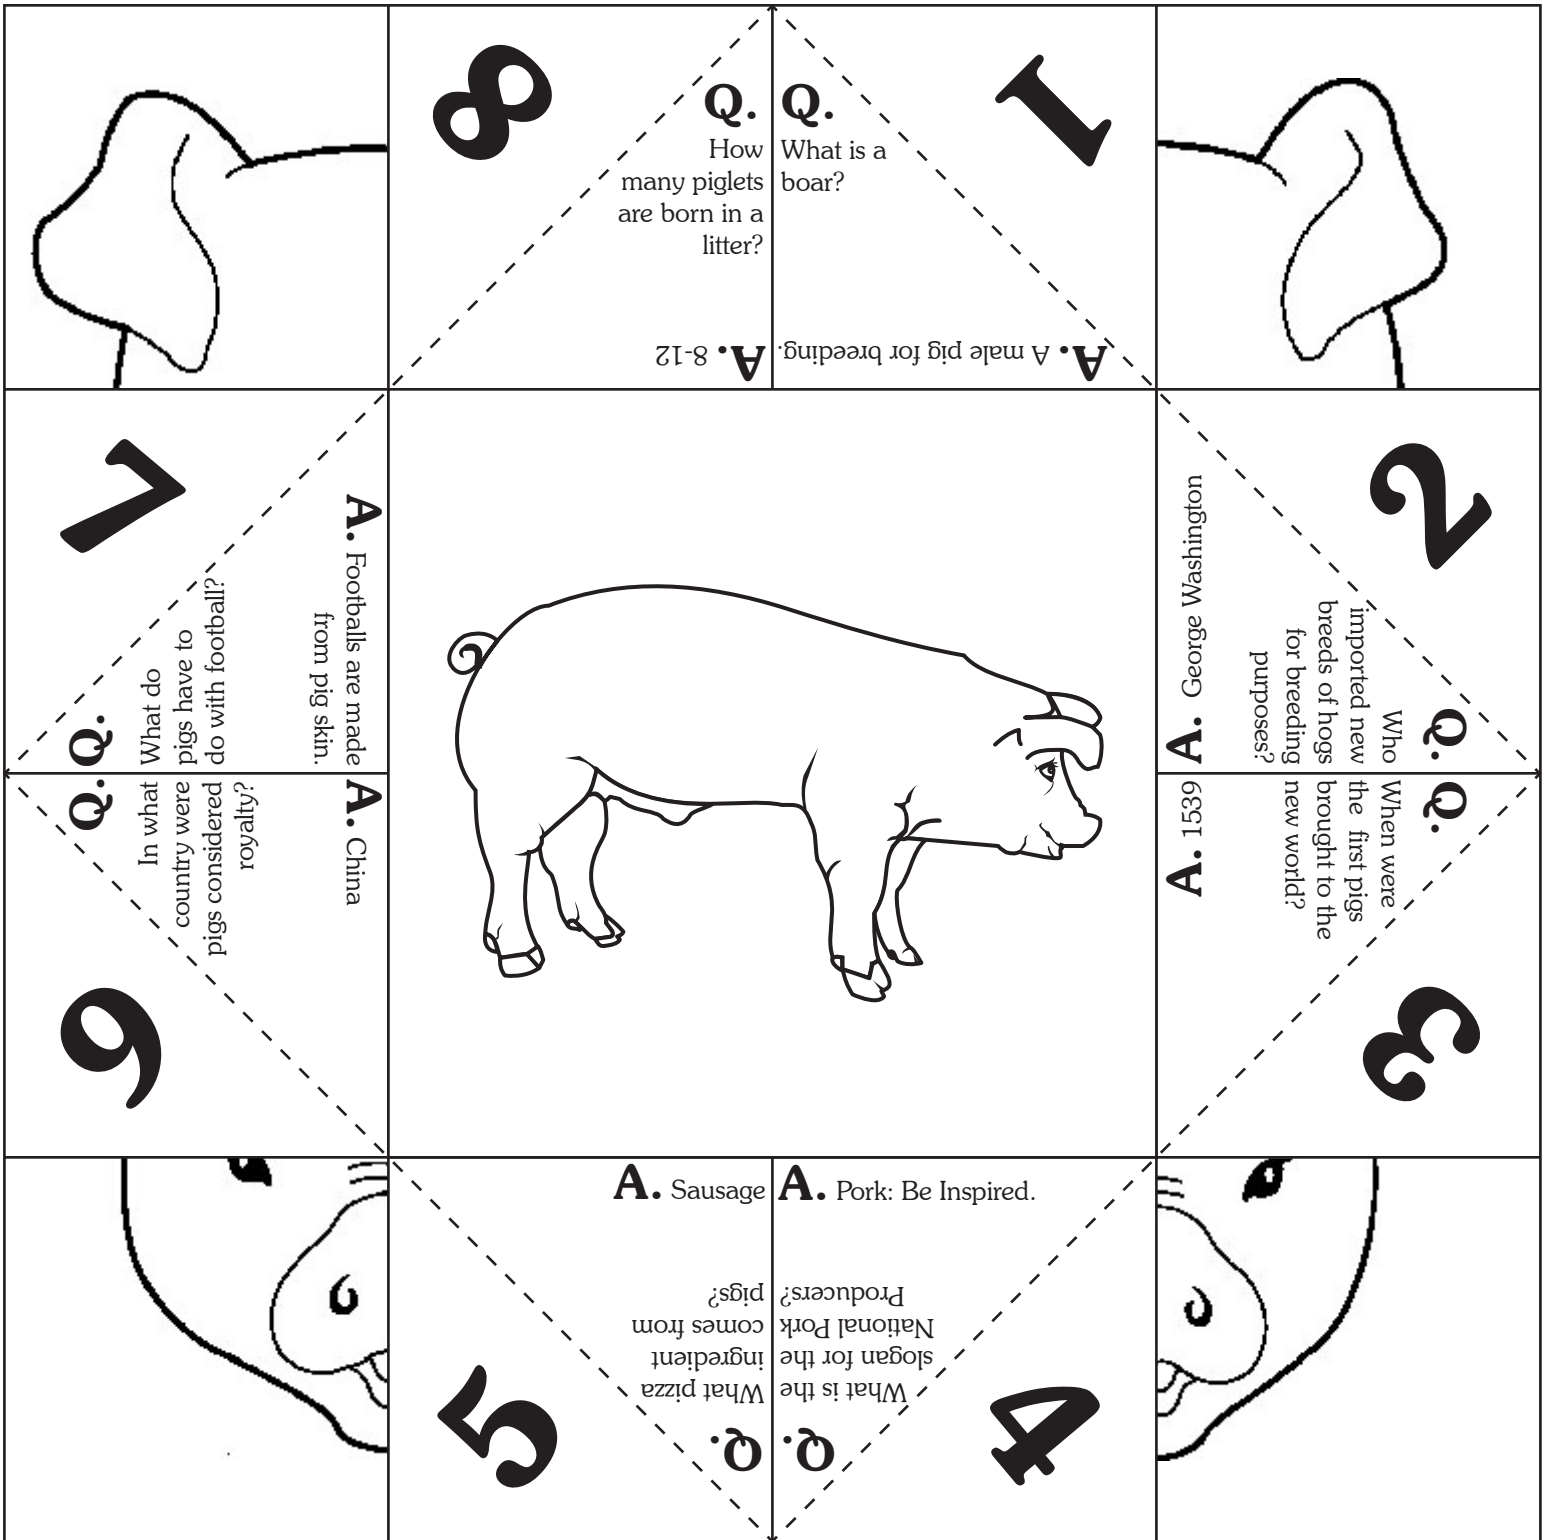 8
Q.
How
many piglets
are born in a
litter?
A. 8-12
1
Q.
What is a
boar?
A. A male pig for breeding.
2
Q.
Who
imported new
breeds of hogs
for breeding
purposes?
A. George Washington
3
Q.
When were
the first pigs
brought to the
new world?
A. 1539
4
Q.
What is the
slogan for the
National Pork
Producers?
A. Pork: Be Inspired.
5
Q.
What pizza
ingredient
comes from
pigs?
A. Sausage
6
Q.
In what
country were
pigs considered
royalty?
A. China
7
Q.
What do
pigs have to
do with football?
A. Footballs are made
from pig skin.